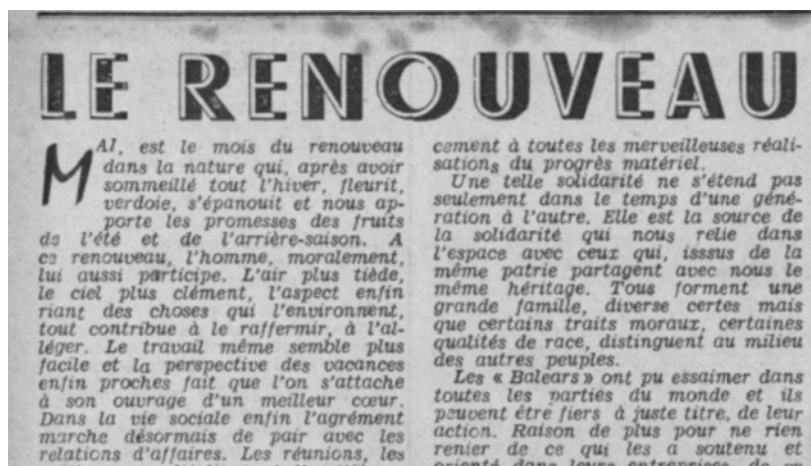 LE RENOUVEAU
MAI, est le mois du renouveau
dans la nature qui, après avoir
sommeillé tout l'hiver, fleurit,
verdoie, s'épanouit et nous ap-
porte les promesses des fruits
de l'été et de l'arrière-saison. A
ce renouveau, l'homme, moralement,
lui aussi participe. L'air plus tiède,
le ciel plus clément, l'aspect enfin
riant des choses qui l'environnent,
tout contribue à le raffermir, à l'al-
léger. Le travail même semble plus
facile et la perspective des vacances
enfin proches fait que l'on s'attache
à son ouvrage d'un meilleur cœur.
Dans la vie sociale enfin l'agrément
marche désormais de pair avec les
relations d'affaires. Les réunions, les
cement à toutes les merveilleuses réali-
sations du progrès matériel.
Une telle solidarité ne s'étend pas
seulement dans le temps d'une géné-
ration à l'autre. Elle est la source de
la solidarité qui nous relie dans
l'espace avec ceux qui, isssus de la
même patrie partagent avec nous le
même héritage. Tous forment une
grande famille, diverse certes mais
que certains traits moraux, certaines
qualités de race, distinguent au milieu
des autres peuples.
Les « Balears » ont pu essaimer dans
toutes les parties du monde et ils
peuvent être fiers à juste titre, de leur
action. Raison de plus pour ne rien
renier de ce qui les a soutenu et
orienté dans leurs entreprises, de